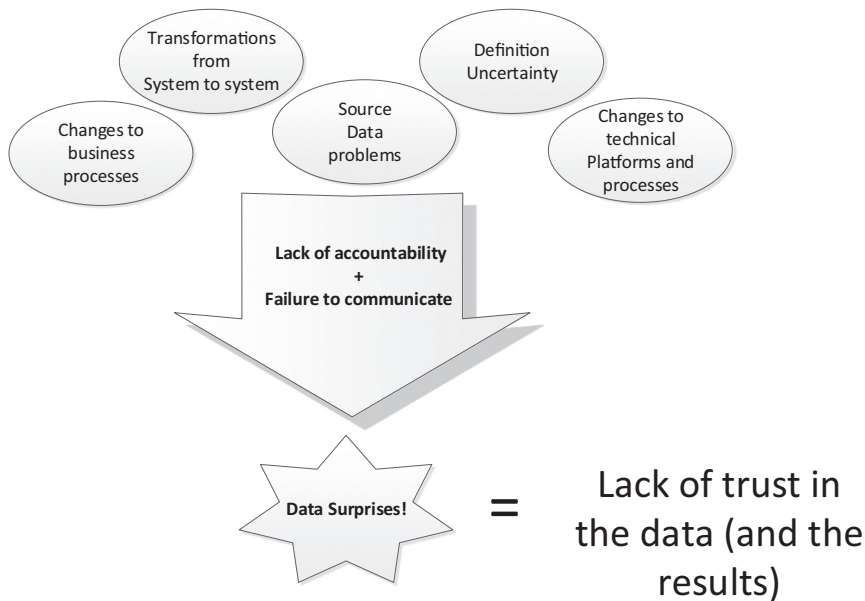 Transformations
from
System to system
Definition
Uncertainty
Changes to
business
processes
Source
Data
problems
Changes to
technical
Platforms and
processes
Lack of accountability
+
Failure to communicate
Data Surprises!
=
Lack of trust in
the data (and the
results)